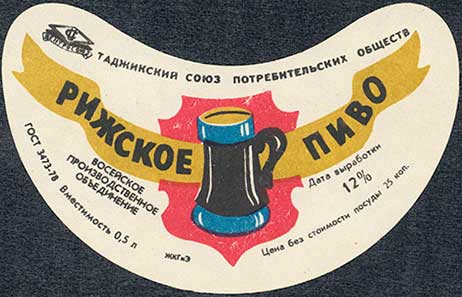 ТАДЖИКСКИЙ СОЮЗ ПОТРЕБИТЕЛЬСКИХ ОБЩЕСТВ
РИЖСКОЕ ПИВО
ВОСЕЙСКОЕ
ПРОИЗВОДСТВЕННОЕ
ОБЪЕДИНЕНИЕ
ГОСТ 3473-78 Вместимость 0,5 л
Дата выработки
12%
Цена без стоимости посуды 25 коп.
ЖКГиЭ